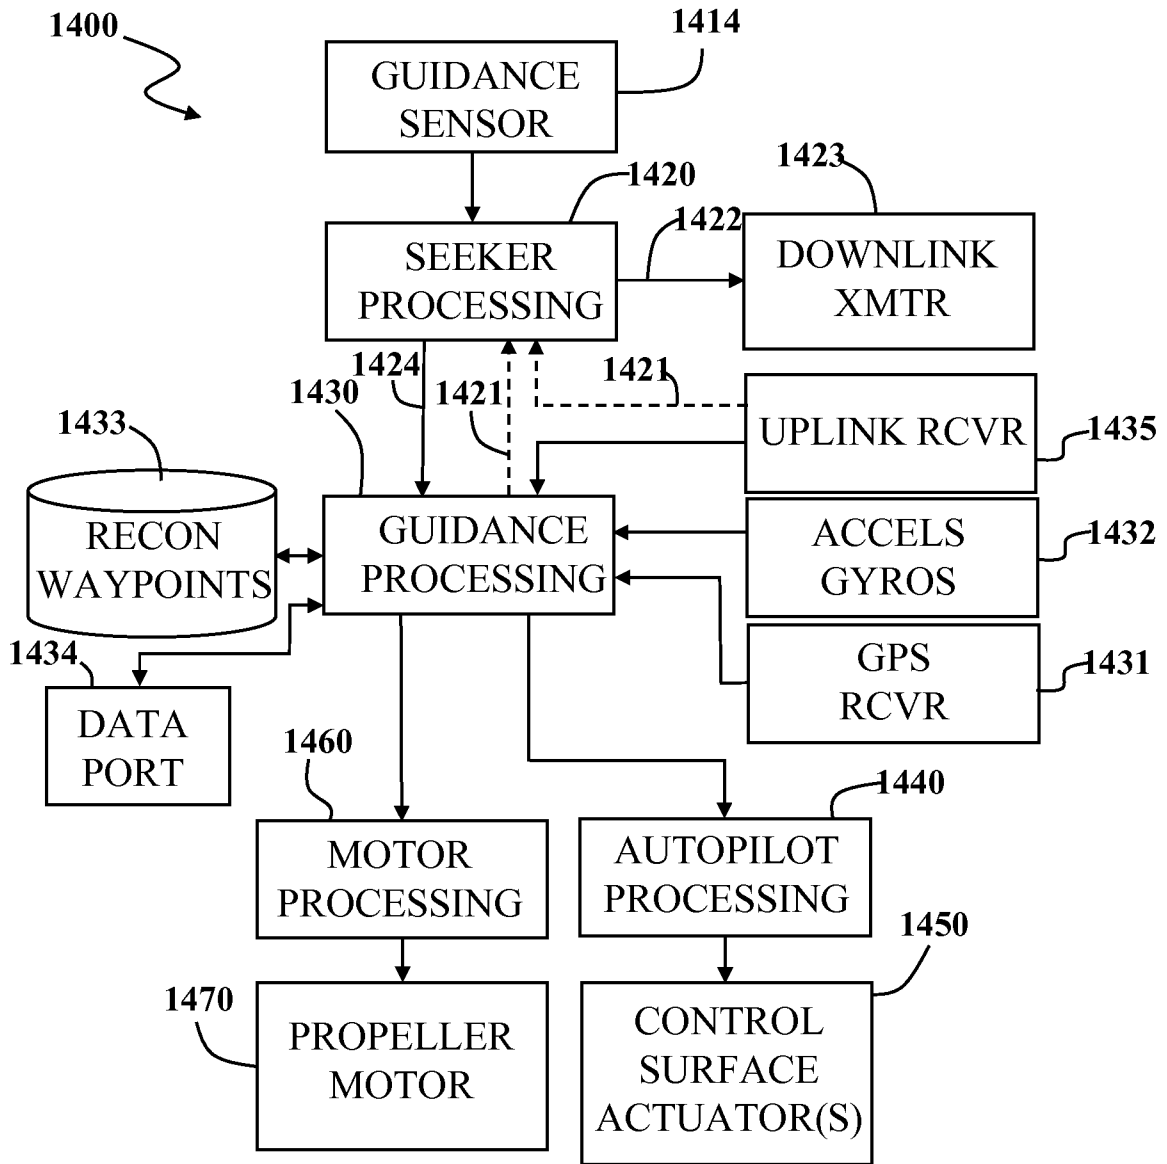 1400
1414
GUIDANCE
SENSOR
1423
1420
1422
SEEKER
PROCESSING
DOWNLINK
XMTR
1424
1421
1421
1430
1433
UPLINK RCVR
1435
RECON
WAYPOINTS
GUIDANCE
PROCESSING
ACCELS
GYROS
1432
1434
GPS
RCVR
1431
DATA
PORT
1460
1440
MOTOR
PROCESSING
AUTOPILOT
PROCESSING
1450
1470
PROPELLER
MOTOR
CONTROL
SURFACE
ACTUATOR(S)